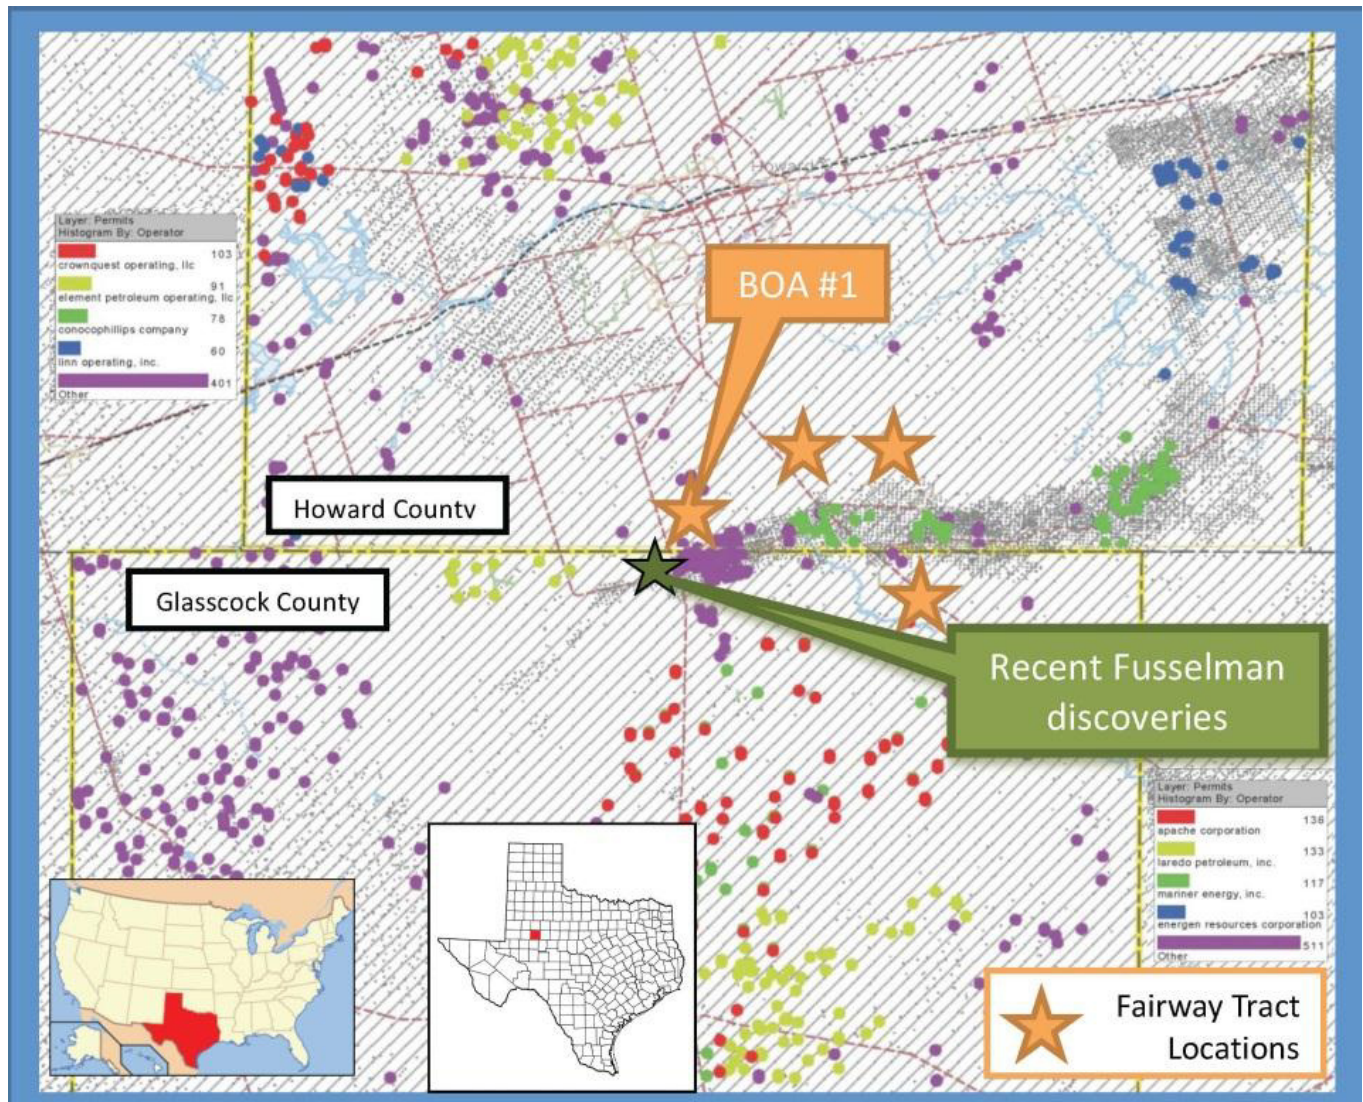 Howard
Layer: Permits
Histogram By: Operator
103
crownquest operating, llc
91
element petroleum operating, llc
78
conocophillips company
60
linn operating, inc.
401
Other
BOA #1
Howard County
Glasscock County
Recent Fusselman
discoveries
Layer: Permits
Histogram By: Operator
138
apache corporation
133
laredo petroleum, inc.
117
mariner energy, inc.
103
energen resources corporation
511
Other
Fairway Tract
Locations